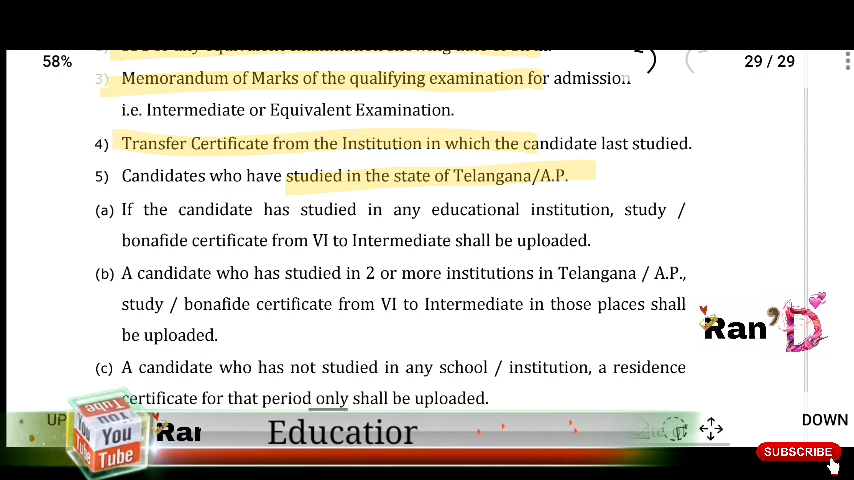 58%
29 / 29
3) Memorandum of Marks of the qualifying examination for admission
i.e. Intermediate or Equivalent Examination.
4) Transfer Certificate from the Institution in which the candidate last studied.
5) Candidates who have studied in the state of Telangana/A.P.
(a) If the candidate has studied in any educational institution, study /
bonafide certificate from VI to Intermediate shall be uploaded.
(b) A candidate who has studied in 2 or more institutions in Telangana / A.P.,
study / bonafide certificate from VI to Intermediate in those places shall
be uploaded.
Ran'D
(c) A candidate who has not studied in any school / institution, a residence
certificate for that period only shall be uploaded.
UP
DOWN
You
Tube
Ran
Education
SUBSCRIBE